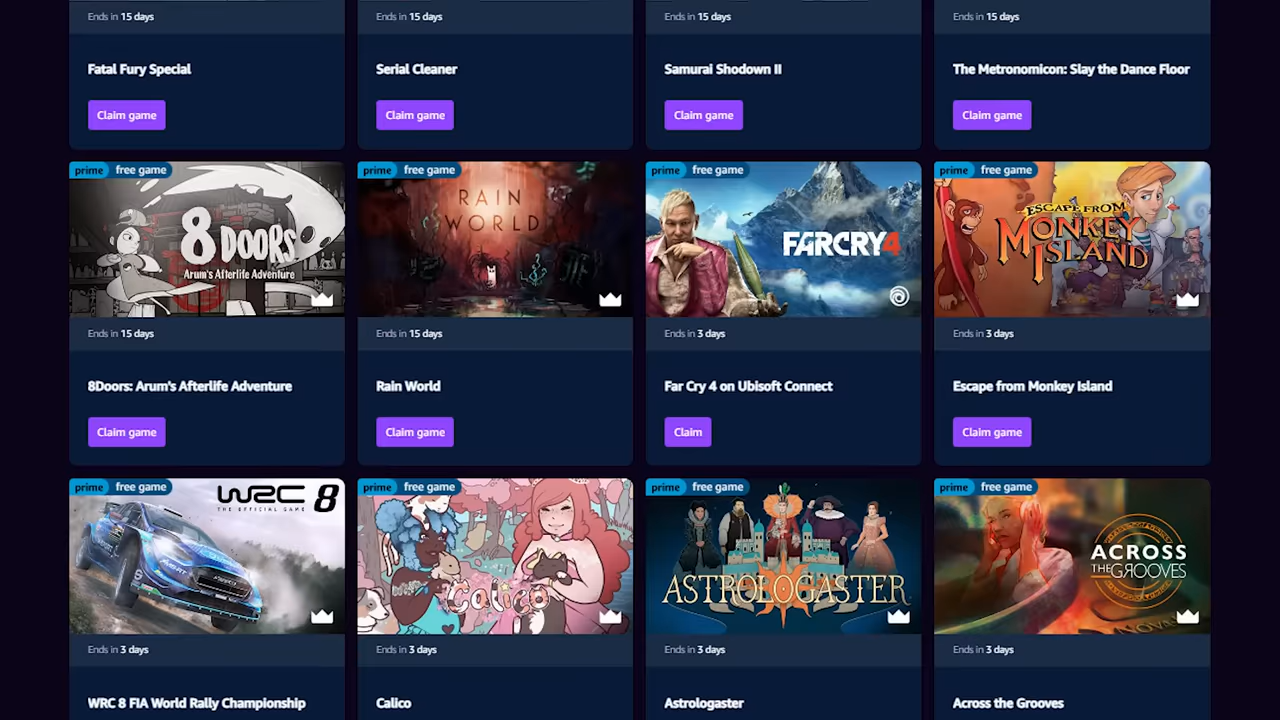 Ends in 15 days
Ends in 15 days
Ends in 15 days
Ends in 15 days
Fatal Fury Special
Serial Cleaner
Samurai Shodown II
The Metronomicon: Slay the Dance Floor
Claim game
Claim game
Claim game
Claim game
prime free game
prime free game
prime free game
prime free game
8 DOORS
Arum's Afterlife Adventure
RAIN
WORLD
FARCRY4
ESCAPE FROM
MONKEY
ISLAND
Ends in 15 days
Ends in 15 days
Ends in 3 days
Ends in 3 days
8Doors: Arum's Afterlife Adventure
Rain World
Far Cry 4 on Ubisoft Connect
Escape from Monkey Island
Claim game
Claim game
Claim
Claim game
prime free game
prime free game
prime free game
prime free game
WRC 8
THE OFFICIAL GAME
Calico
ASTROLOGASTER
ACROSS
THE GROOVES
Ends in 3 days
Ends in 3 days
Ends in 3 days
Ends in 3 days
WRC 8 FIA World Rally Championship
Calico
Astrologaster
Across the Grooves